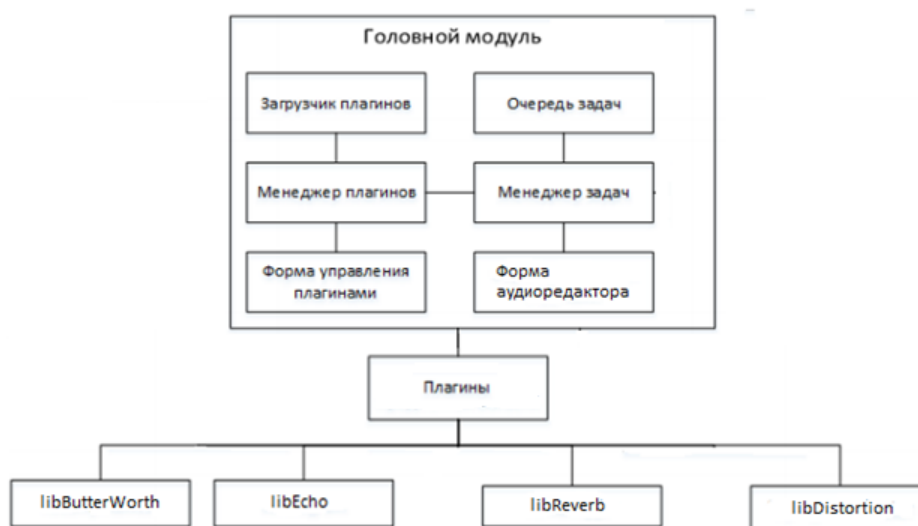 Головной модуль
Загрузчик плагинов
Очередь задач
Менеджер плагинов
Менеджер задач
Форма управления
плагинами
Форма
аудиоредактора
Плагины
libButterWorth
libEcho
libReverb
libDistortion